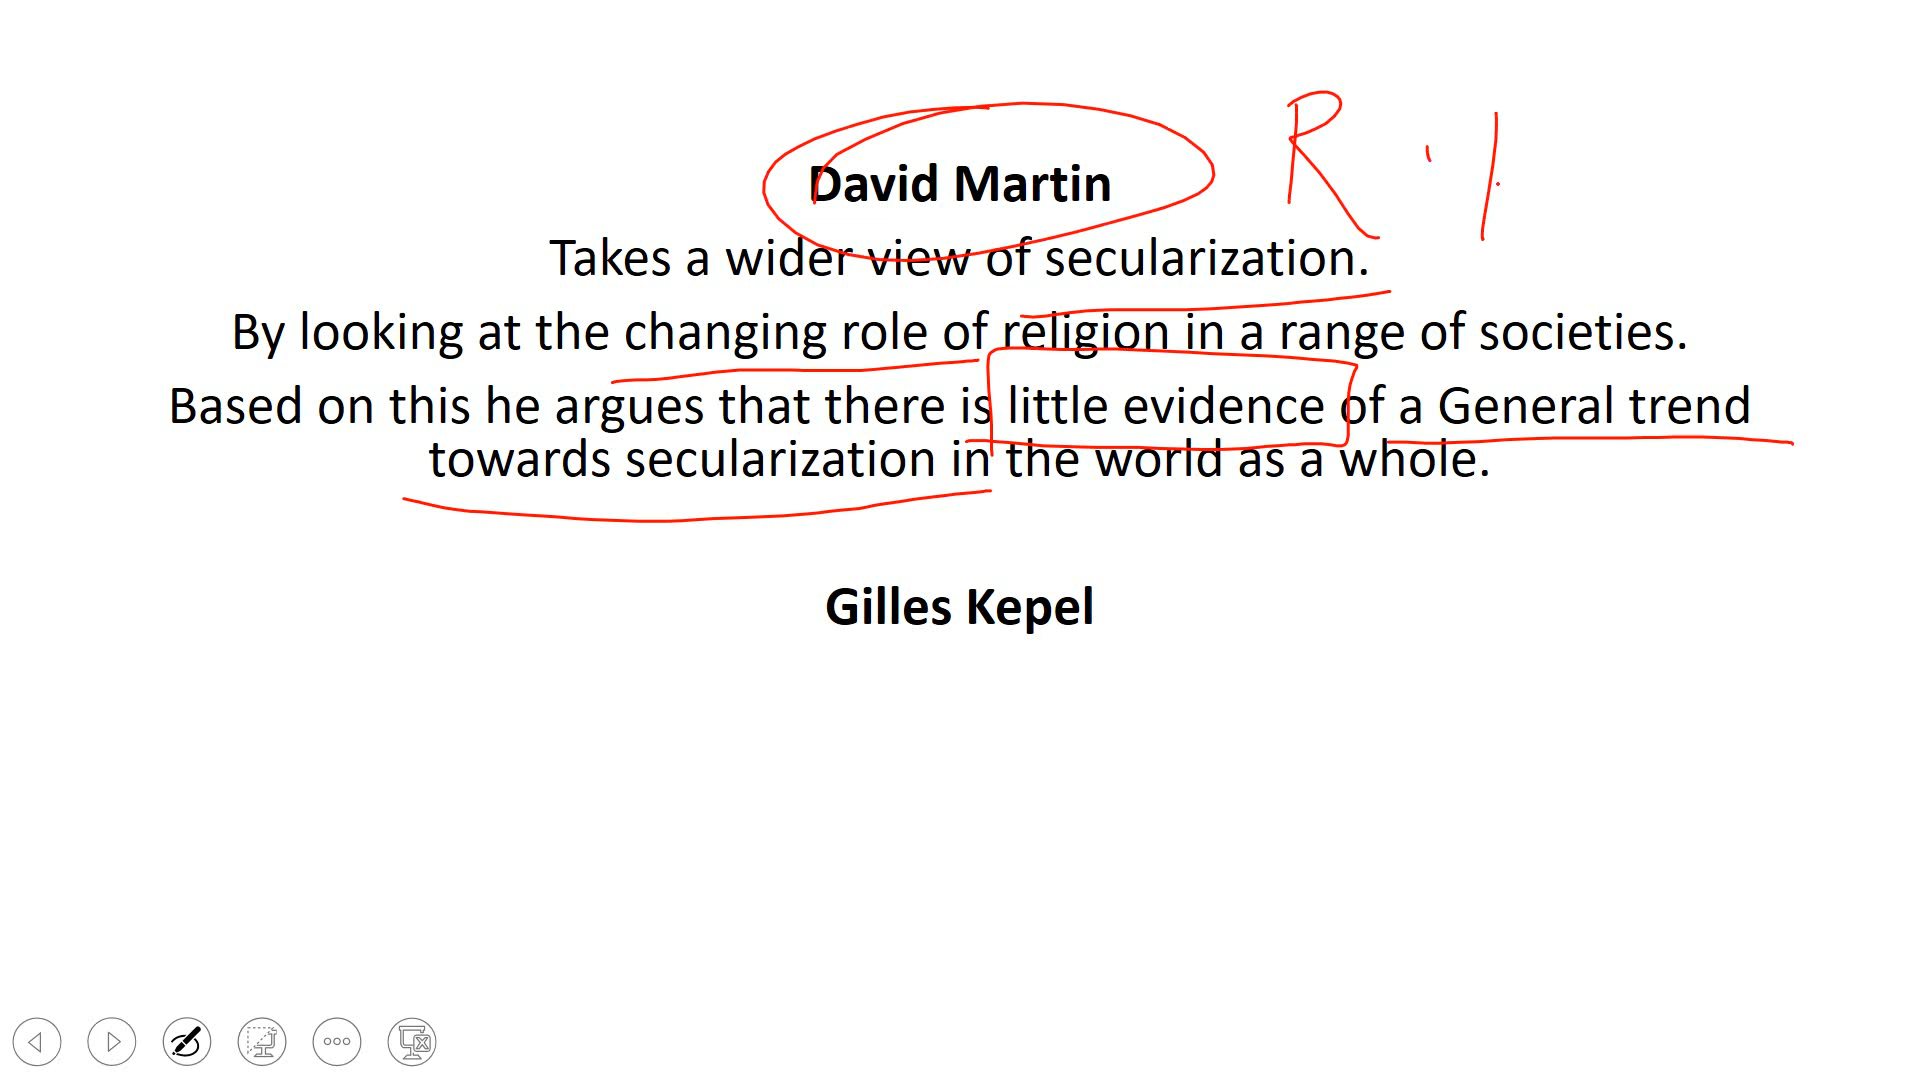 David Martin
R
Takes a wider view of secularization.
By looking at the changing role of religion in a range of societies.
Based on this he argues that there is little evidence of a General trend
towards secularization in the world as a whole.
Gilles Kepel